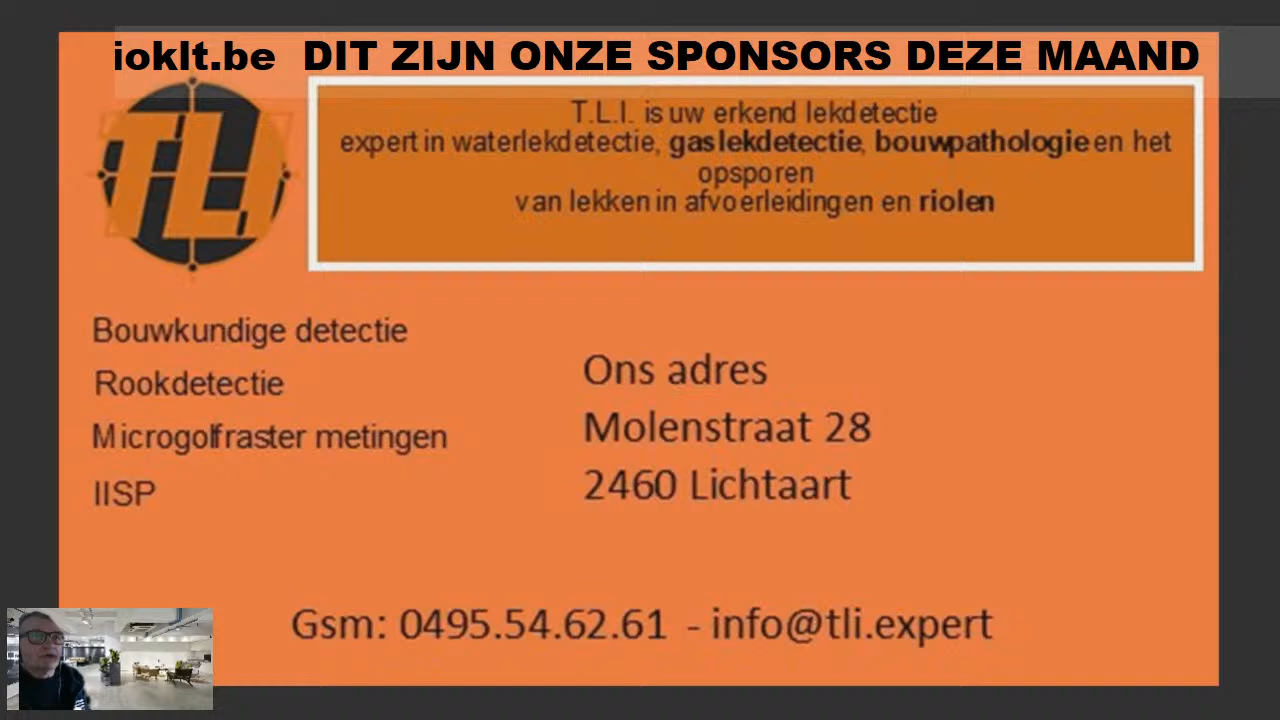 ioklt.be DIT ZIJN ONZE SPONSORS DEZE MAAND
TLI
T.L.I. is uw erkend lekdetectie
expert in waterlekdetectie, gaslekdetectie, bouwpathologie en het
opsporen
van lekken in afvoerleidingen en riolen
Bouwkundige detectie
Rookdetectie
Microgolfraster metingen
IISP
Ons adres
Molenstraat 28
2460 Lichtaart
Gsm: 0495.54.62.61 - info@tli.expert